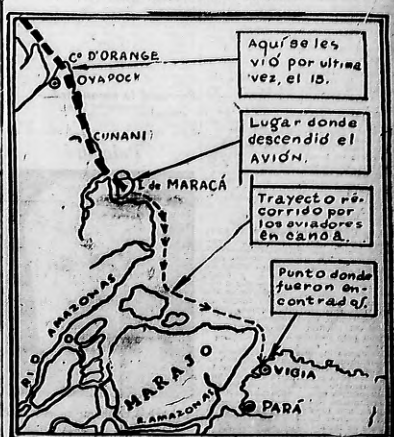 Cº D'ORANGE
OYAPOCK
Aquí se les
vió por ultima
vez, el 15.
CUNANI
Lugar donde
descendió el
AVIÓN.
I. de MARACÁ
Trayecto re-
corrido por
los aviadores
en canoa.
Punto donde
fueron en-
contrados.
RIO AMAZONAS
MARAJO
R. AMAZONAS
VIGIA
PARÁ